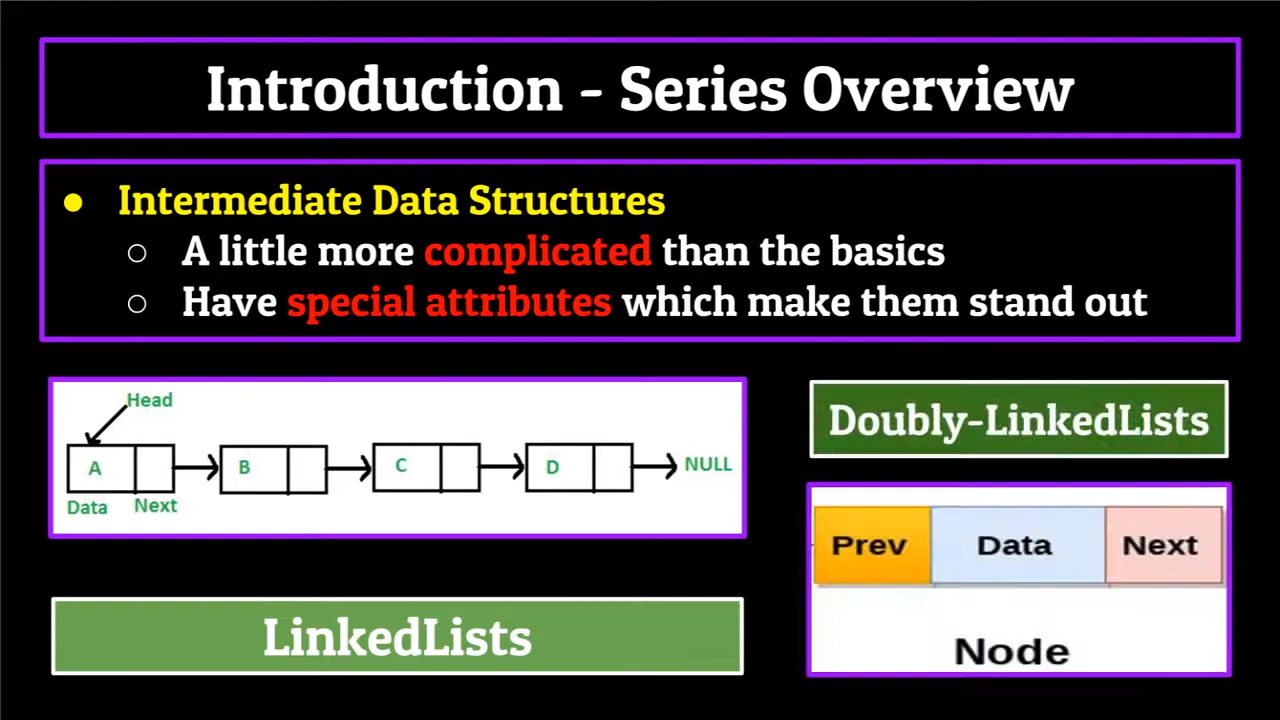 Introduction - Series Overview
● Intermediate Data Structures
○ A little more complicated than the basics
○ Have special attributes which make them stand out
Head
A B C D NULL
Data Next
LinkedLists
Doubly-LinkedLists
Prev Data Next
Node